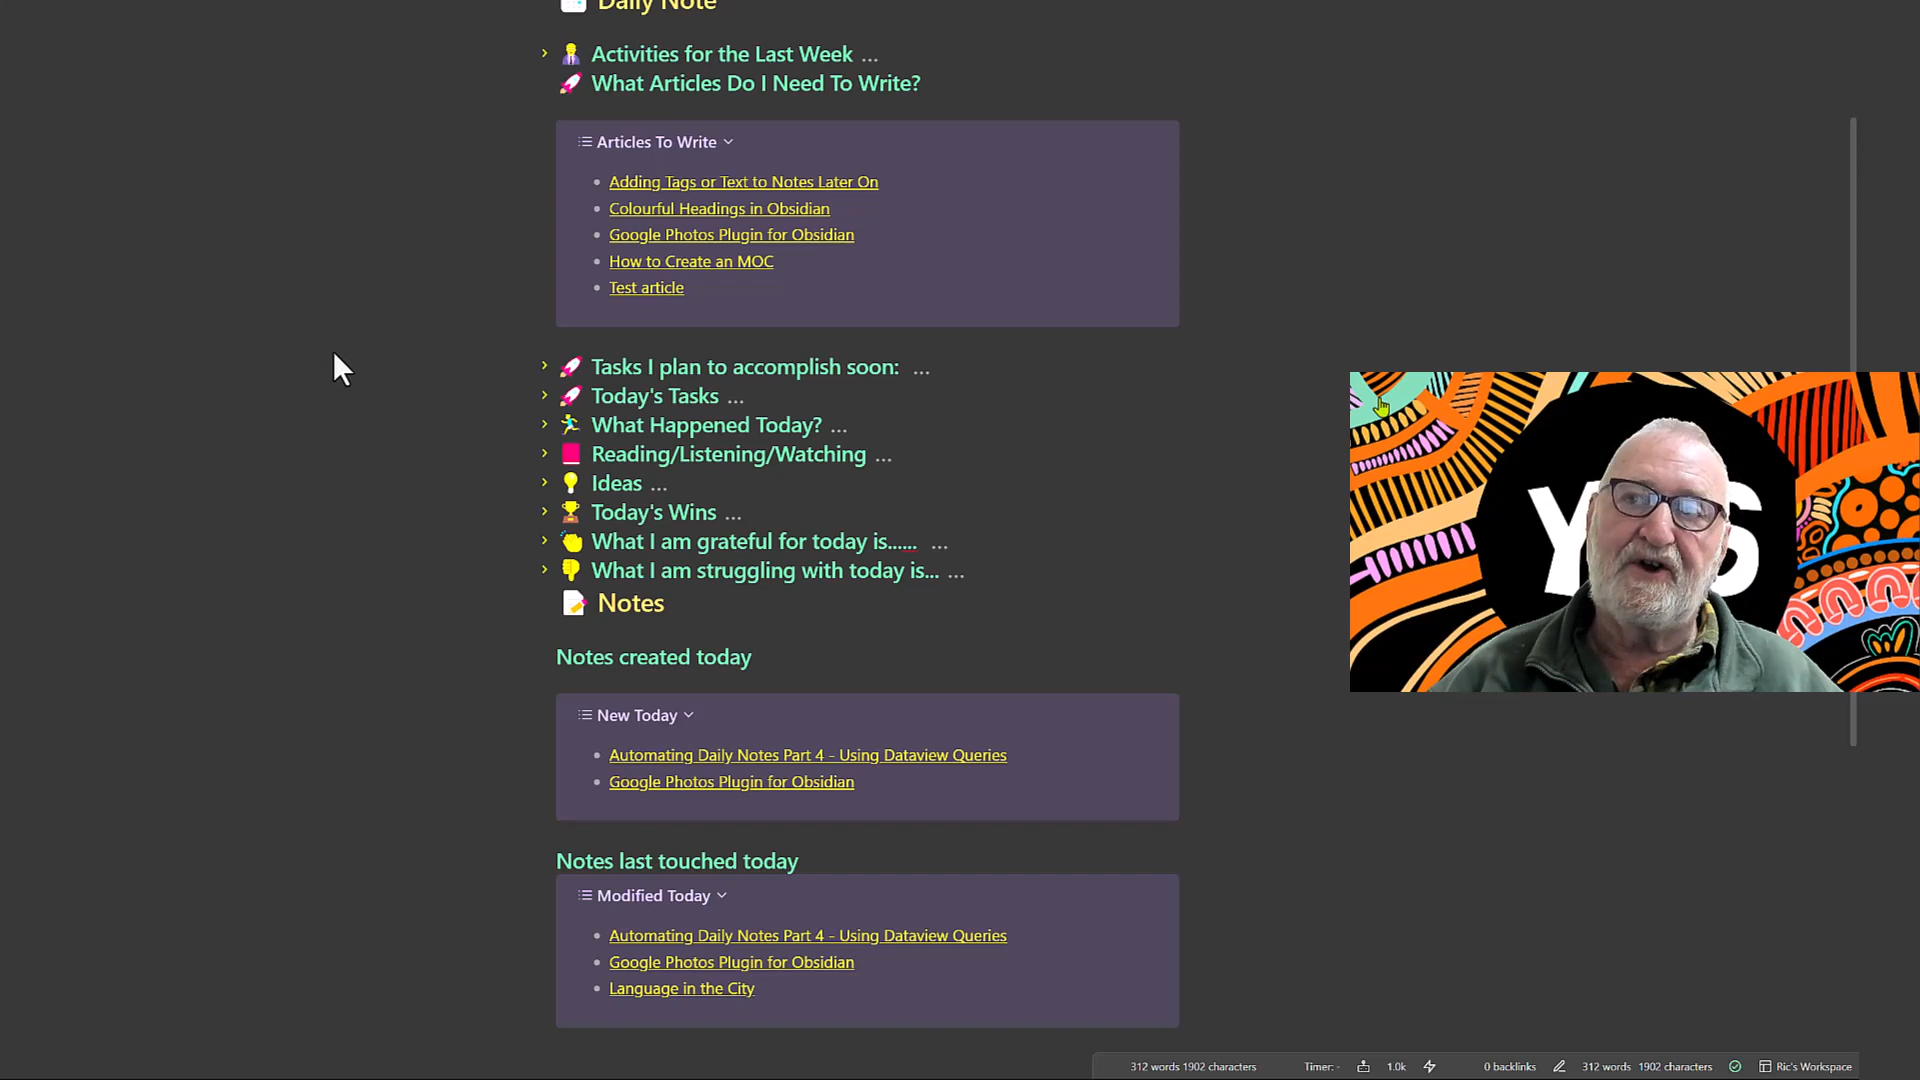 Daily Note
Activities for the Last Week ...
What Articles Do I Need To Write?
Articles To Write
Adding Tags or Text to Notes Later On
Colourful Headings in Obsidian
Google Photos Plugin for Obsidian
How to Create an MOC
Test article
Tasks I plan to accomplish soon: ...
Today's Tasks ...
What Happened Today? ...
Reading/Listening/Watching ...
Ideas ...
Today's Wins ...
What I am grateful for today is...... ...
What I am struggling with today is... ...
Notes
Notes created today
New Today
Automating Daily Notes Part 4 - Using Dataview Queries
Google Photos Plugin for Obsidian
Notes last touched today
Modified Today
Automating Daily Notes Part 4 - Using Dataview Queries
Google Photos Plugin for Obsidian
Language in the City
312 words 1902 characters Timer: - 1.0k 0 backlinks 312 words 1902 characters Ric's Workspace